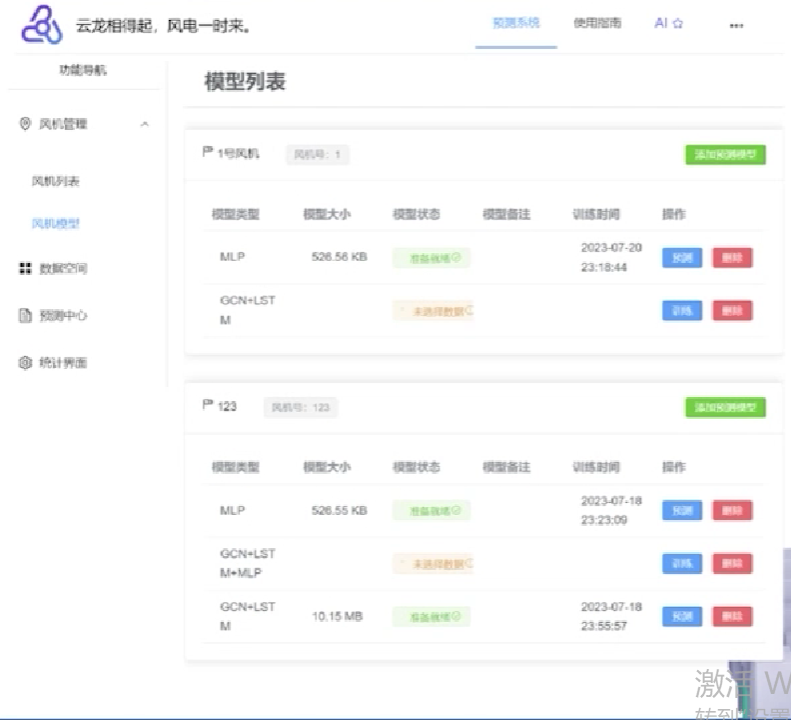 云龙相得起，风电一时来。
预测系统 使用指南 AI ...
功能导航
模型列表
风机管理
风机列表
风机模型
数据空间
预测中心
统计界面
1号风机 风机号：1 添加预测模型
模型类型 模型大小 模型状态 模型备注 训练时间 操作
MLP 526.56 KB 准备就绪 2023-07-20 预测 删除
23:18:44
GCN+LST 未选择数据 训练 删除
M
123 风机号：123 添加预测模型
模型类型 模型大小 模型状态 模型备注 训练时间 操作
MLP 526.55 KB 准备就绪 2023-07-18 预测 删除
23:23:09
GCN+LST 未选择数据 训练 删除
M+MLP
GCN+LST 10.15 MB 准备就绪 2023-07-18 预测 删除
M 23:55:57
激活 W
转到"设置